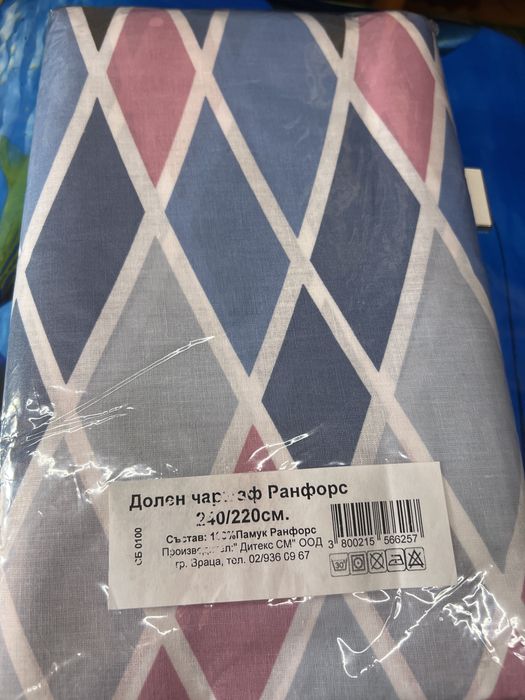 Долен чаршаф Ранфорс
240/220см.
СБ 0100
Състав: 100%Памук Ранфорс
Производител:" Дитекс СМ" ООД
гр. Враца, тел. 02/936 09 67
3 800215 566257
30°